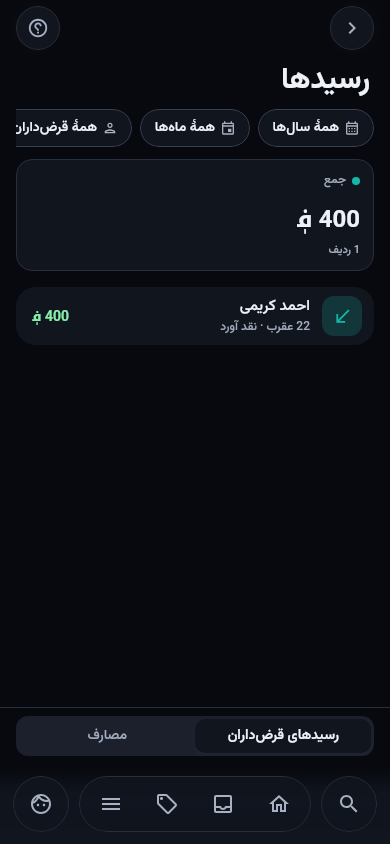 رسیدها
همهٔ سال‌ها
همهٔ ماه‌ها
همهٔ قرض‌داران
جمع
400 ؋
1 ردیف
احمد کریمی
22 عقرب · نقد آورد
400 ؋
رسیدهای قرض‌داران
مصارف